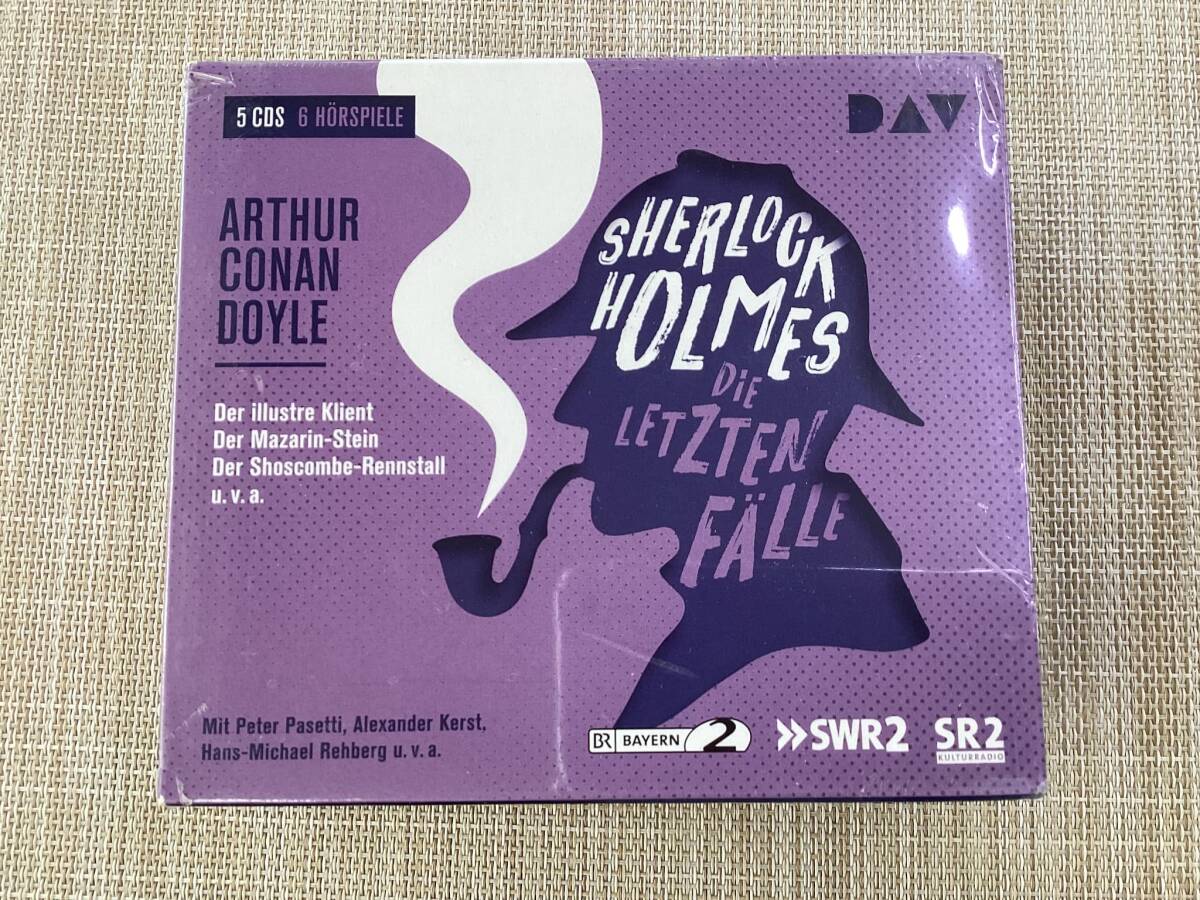 5 CDS 6 HÖRSPIELE
DAV
ARTHUR
CONAN
DOYLE
SHERLOCK
HOLMES
DIE
LETZTEN
FÄLLE
Der illustre Klient
Der Mazarin-Stein
Der Shoscombe-Rennstall
u. v. a.
Mit Peter Pasetti, Alexander Kerst,
Hans-Michael Rehberg u. v. a.
BR BAYERN 2
SWR2
SR2
KULTURRADIO